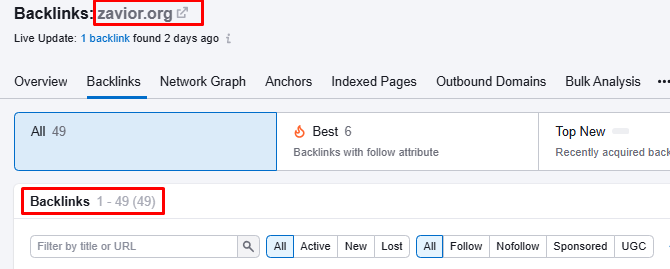 Backlinks: zavior.org
Live Update: 1 backlink found 2 days ago i
Overview Backlinks Network Graph Anchors Indexed Pages Outbound Domains Bulk Analysis ...
All 49
Best 6
Backlinks with follow attribute
Top New
Recently acquired back
Backlinks 1 - 49 (49)
Filter by title or URL All Active New Lost All Follow Nofollow Sponsored UGC